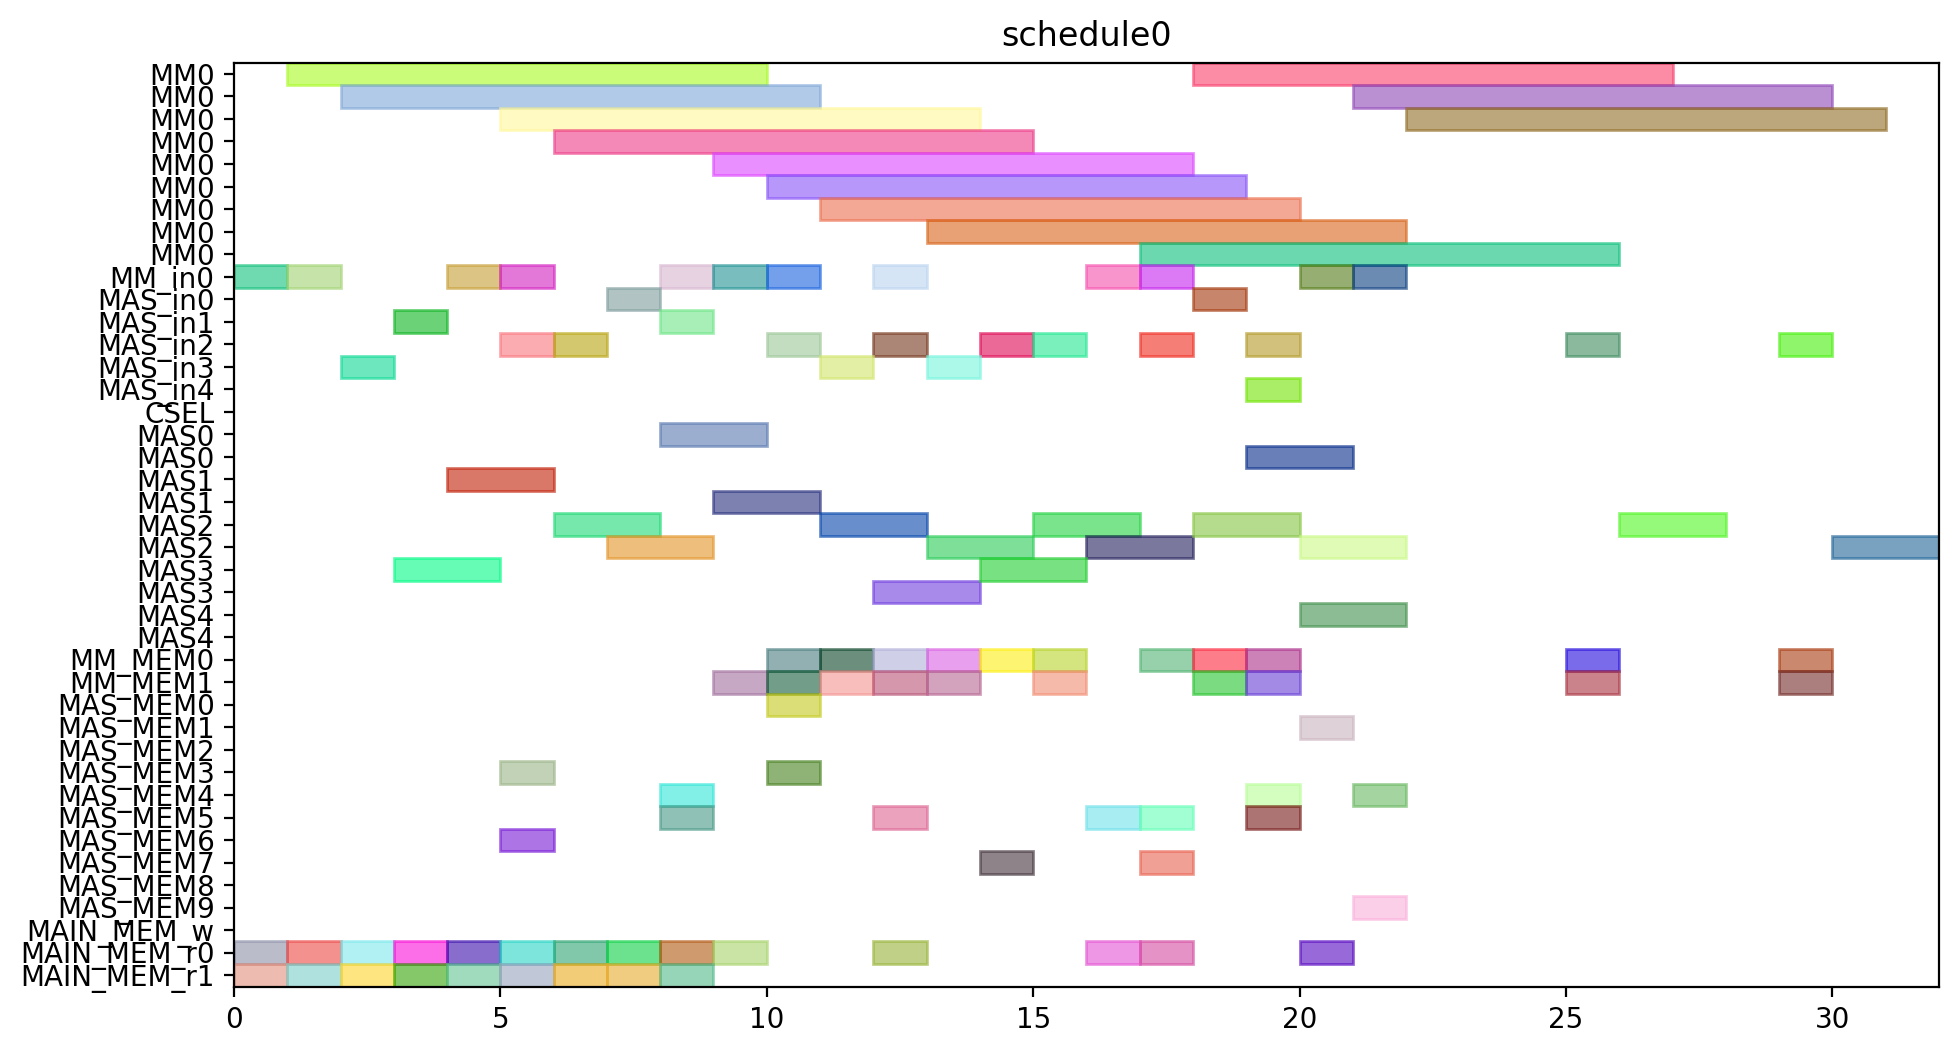 schedule0
MM0
MM0
MM0
MM0
MM0
MM0
MM0
MM0
MM0
MM_in0
MAS_in0
MAS_in1
MAS_in2
MAS_in3
MAS_in4
CSEL
MAS0
MAS0
MAS1
MAS1
MAS2
MAS2
MAS3
MAS3
MAS4
MAS4
MM_MEM0
MM_MEM1
MAS_MEM0
MAS_MEM1
MAS_MEM2
MAS_MEM3
MAS_MEM4
MAS_MEM5
MAS_MEM6
MAS_MEM7
MAS_MEM8
MAS_MEM9
MAIN_MEM_w
MAIN_MEM_r0
MAIN_MEM_r1
0 5 10 15 20 25 30